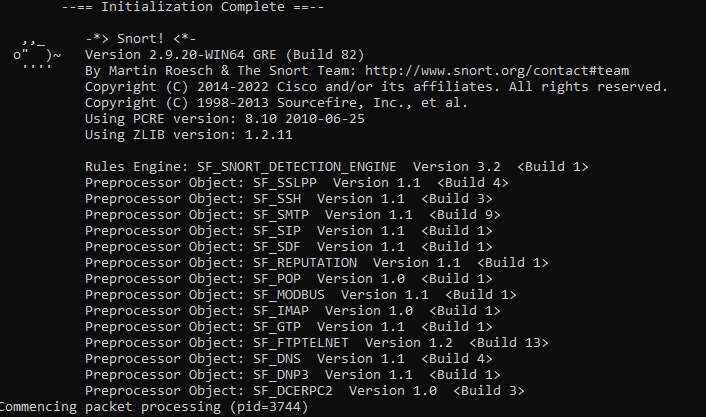 --== Initialization Complete ==--
,,_ -*> Snort! <*-
o"  )~ Version 2.9.20-WIN64 GRE (Build 82)
'''' By Martin Roesch & The Snort Team: http://www.snort.org/contact#team
Copyright (C) 2014-2022 Cisco and/or its affiliates. All rights reserved.
Copyright (C) 1998-2013 Sourcefire, Inc., et al.
Using PCRE version: 8.10 2010-06-25
Using ZLIB version: 1.2.11
Rules Engine: SF_SNORT_DETECTION_ENGINE  Version 3.2  <Build 1>
Preprocessor Object: SF_SSLPP  Version 1.1  <Build 4>
Preprocessor Object: SF_SSH  Version 1.1  <Build 3>
Preprocessor Object: SF_SMTP  Version 1.1  <Build 9>
Preprocessor Object: SF_SIP  Version 1.1  <Build 1>
Preprocessor Object: SF_SDF  Version 1.1  <Build 1>
Preprocessor Object: SF_REPUTATION  Version 1.1  <Build 1>
Preprocessor Object: SF_POP  Version 1.0  <Build 1>
Preprocessor Object: SF_MODBUS  Version 1.1  <Build 1>
Preprocessor Object: SF_IMAP  Version 1.0  <Build 1>
Preprocessor Object: SF_GTP  Version 1.1  <Build 1>
Preprocessor Object: SF_FTPTELNET  Version 1.2  <Build 13>
Preprocessor Object: SF_DNS  Version 1.1  <Build 4>
Preprocessor Object: SF_DNP3  Version 1.1  <Build 1>
Preprocessor Object: SF_DCERPC2  Version 1.0  <Build 3>
Commencing packet processing (pid=3744)